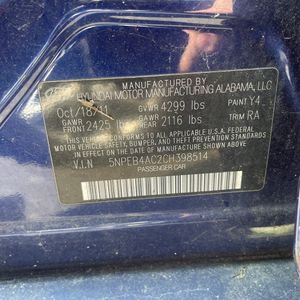 MANUFACTURED BY
HYUNDAI MOTOR MANUFACTURING ALABAMA, LLC
Oct/18/11 GVWR 4299 lbs PAINT Y4
GAWR FRONT 2425 lbs GAWR REAR 2116 lbs TRIM RA
THIS VEHICLE CONFORMS TO ALL APPLICABLE U.S. FEDERAL
MOTOR VEHICLE SAFETY, BUMPER, AND THEFT PREVENTION
STANDARDS IN EFFECT ON THE DATE OF MANUFACTURE SHOWN ABOVE.
V.I.N 5NPEB4AC2CH398514
PASSENGER CAR